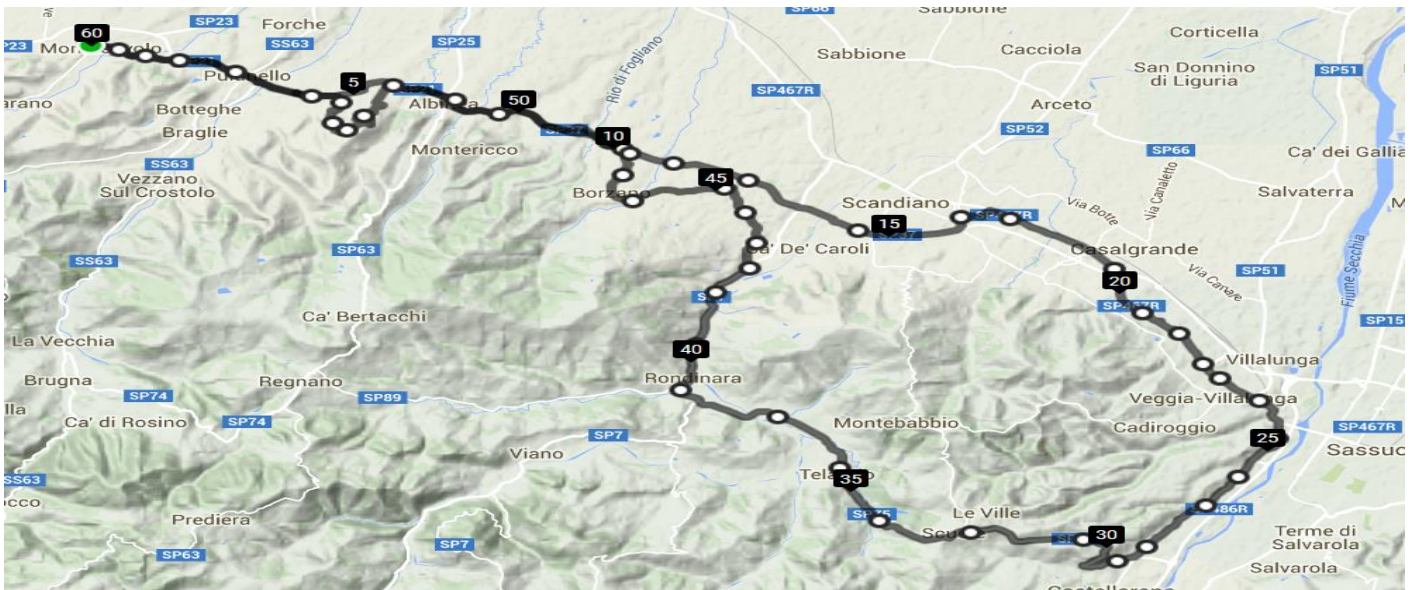 SP66
Sabbione
SP23
Forche
60
SP23
SS63
SP25
Sabbione
Cacciola
Corticella
San Donnino
di Liguria
SP51
5
SP467R
50
Arceto
Botteghe
Braglie
10
SP52
SP66
Ca' dei Gallia
Montericco
Rio di Fogliano
SS63
Vezzano
Sul Crostolo
45
Borzano
Scandiano
Via Canaletto
Salvaterra
Via Botte
15
SP63
Casalgrande
SS63
SP51
Via Canale
20
Fiume Secchia
SP467R
Ca' Bertacchi
SP15
La Vecchia
40
Villalunga
Brugna
Regnano
Rondinara
SP74
SP89
Ca' di Rosino
SP74
Montebabbio
Cadiroggio
SP7
25
SP467R
Viano
SS63
35
Le Ville
Prediera
30
SP63
SP7
Terme di
Salvarola
Salvarola